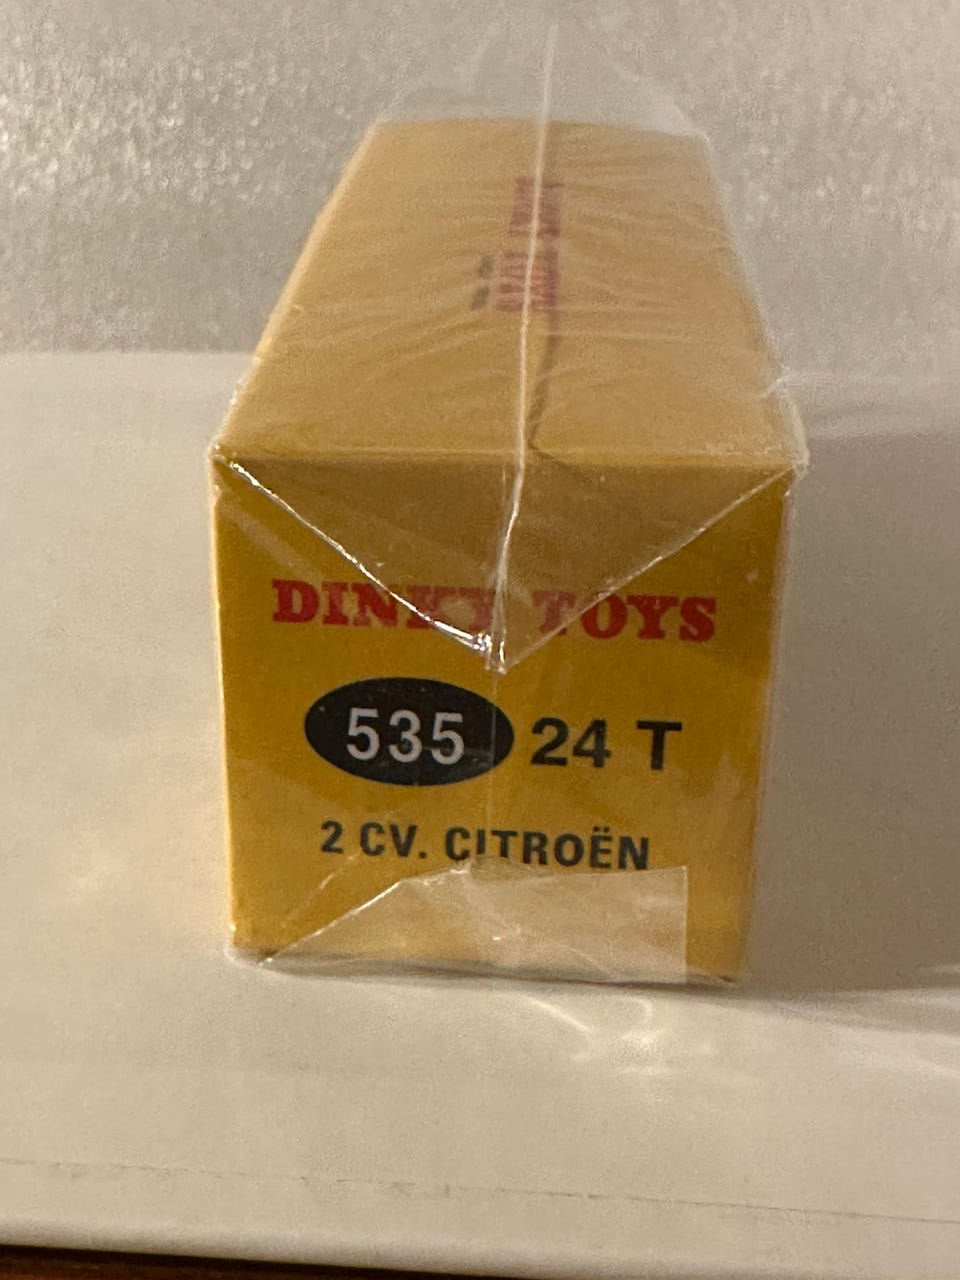 DINKY TOYS
535 24 T
2 CV. CITROËN